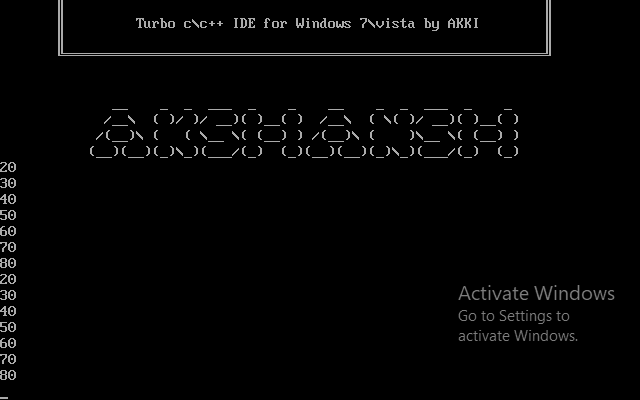 Turbo c\c++ IDE for Windows 7\vista by AKKI
AKSHANSH
20
30
40
50
60
70
80
20
30
40
50
60
70
80
Activate Windows
Go to Settings to
activate Windows.